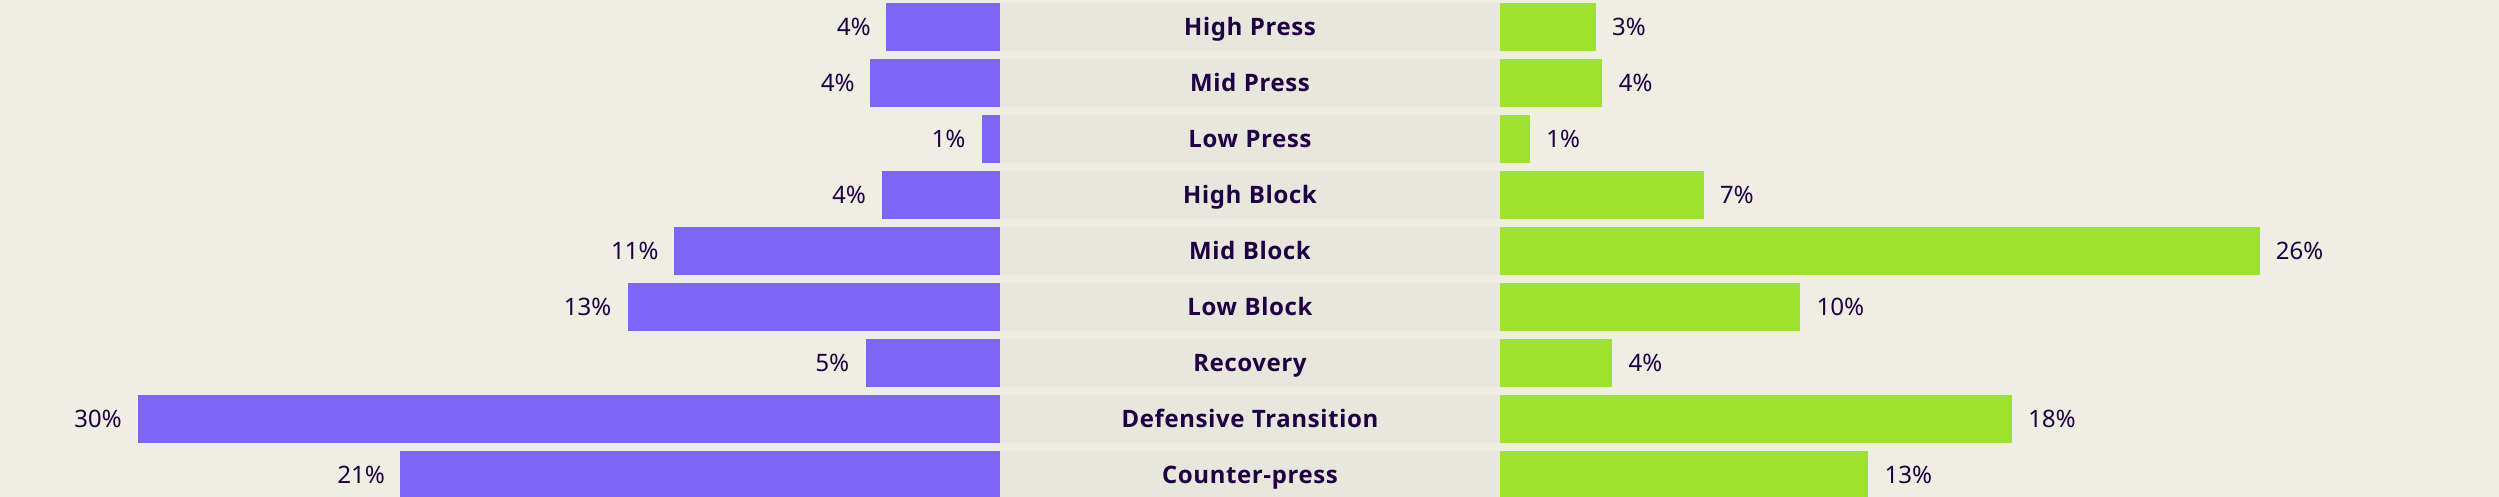 4% High Press 3%
4% Mid Press 4%
1% Low Press 1%
4% High Block 7%
11% Mid Block 26%
13% Low Block 10%
5% Recovery 4%
30% Defensive Transition 18%
21% Counter-press 13%